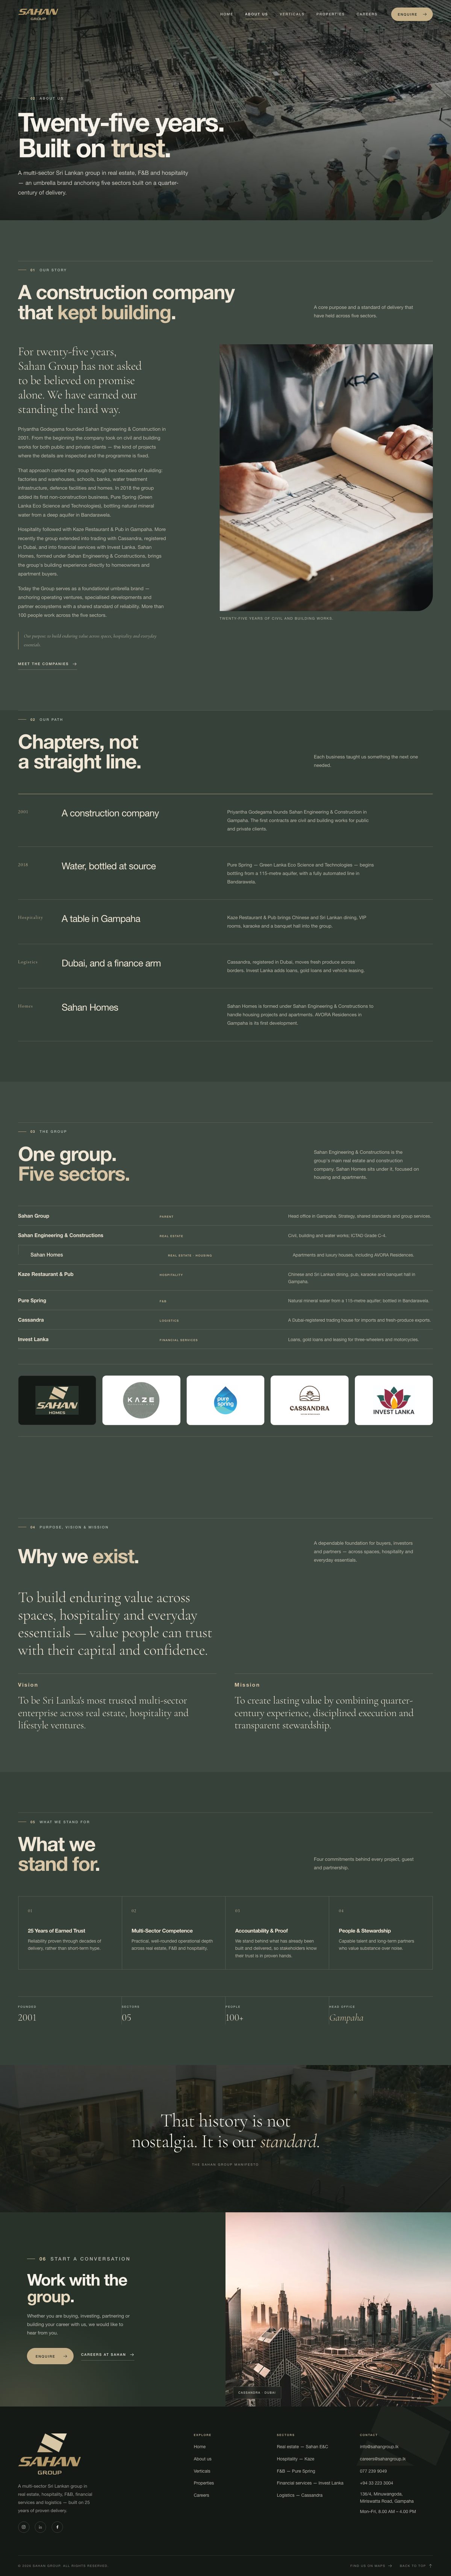 SAHAN
GROUP
HOME
ABOUT US
VERTICALS
PROPERTIES
CAREERS
ENQUIRE
00 ABOUT US
Twenty-five years.
Built on trust.
A multi-sector Sri Lankan group in real estate, F&B and hospitality
— an umbrella brand anchoring five sectors built on a quarter-
century of delivery.
01 OUR STORY
A construction company
that kept building.
A core purpose and a standard of delivery that
have held across five sectors.
For twenty-five years,
Sahan Group has not asked
to be believed on promise
alone. We have earned our
standing the hard way.
Priyantha Godegama founded Sahan Engineering & Construction in
2001. From the beginning the company took on civil and building
works for both public and private clients — the kind of projects
where the details are inspected and the programme is fixed.
That approach carried the group through two decades of building
factories and warehouses, schools, banks, water treatment
infrastructure, defence facilities and homes. In 2018 the group
added its first non-construction business, Pure Spring (Green
Lanka Eco Science and Technologies), bottling natural mineral
water from a deep aquifer in Bandarawela.
Hospitality followed with Kaze Restaurant & Pub in Gampaha. More
recently the group extended into trading with Cassandra, registered
in Dubai, and into financial services with Invest Lanka. Sahan
Homes, formed under Sahan Engineering & Constructions, brings
the group's building experience directly to homeowners and
apartment buyers.
Today the Group serves as a foundational umbrella brand —
anchoring operating ventures, specialised developments and
partner ecosystems with a shared standard of reliability. More than
100 people work across the five sectors.
Our purpose: to build enduring value across space, hospitality and everyday
essentials.
MEET THE COMPANIES
TWENTY-FIVE YEARS OF CIVIL AND BUILDING WORKS.
02 OUR PATH
Chapters, not
a straight line.
Each business taught us something the next one
needed.
2001
A construction company
Priyantha Godegama founds Sahan Engineering & Construction in
Gampaha. The first contracts are civil and building works for public
and private clients.
2018
Water, bottled at source
Pure Spring — Green Lanka Eco Science and Technologies — begins
bottling from a 115-metre aquifer, with a fully automated line in
Bandarawela.
Hospitality
A table in Gampaha
Kaze Restaurant & Pub brings Chinese and Sri Lankan dining, VIP
rooms, karaoke and a banquet hall into the group.
Logistics
Dubai, and a finance arm
Cassandra, registered in Dubai, moves fresh produce across
borders. Invest Lanka adds loans, gold loans and vehicle leasing.
Homes
Sahan Homes
Sahan Homes is formed under Sahan Engineering & Constructions to
handle housing projects and apartments. AVORA Residences in
Gampaha is its first development.
03 THE GROUP
One group.
Five sectors.
Sahan Engineering & Constructions is the
group's main real estate and construction
company. Sahan Homes sits under it, focused on
housing and apartments.
Sahan Group
PARENT
Head office in Gampaha. Strategy, shared standards and group services.
Sahan Engineering & Constructions
REAL ESTATE
Civil, building and water works. ICTAD Grade C-4.
Sahan Homes
REAL ESTATE · HOUSING
Apartments and luxury houses, including AVORA Residences.
Kaze Restaurant & Pub
HOSPITALITY
Chinese and Sri Lankan dining, pub, karaoke and banquet hall in
Gampaha.
Pure Spring
F&B
Natural mineral water from a 115-metre aquifer, bottled in Bandarawela.
Cassandra
LOGISTICS
A Dubai-registered trading house for imports and fresh-produce exports.
Invest Lanka
FINANCIAL SERVICES
Loans, gold loans and leasing for three-wheelers and motorcycles.
SAHAN
HOMES
KAZE
pure
spring
CASSANDRA
INVEST LANKA
04 PURPOSE, VISION & MISSION
Why we exist.
A dependable foundation for buyers, investors
and partners — across spaces, hospitality and
everyday essentials.
To build enduring value across
spaces, hospitality and everyday
essentials — value people can trust
with their capital and confidence.
Vision
To be Sri Lanka's most trusted multi-sector
enterprise across real estate, hospitality and
lifestyle ventures.
Mission
To create lasting value by combining quarter-
century experience, disciplined execution and
transparent stewardship.
05 WHAT WE STAND FOR
What we
stand for.
Four commitments behind every project, guest
and partnership.
01
25 Years of Earned Trust
Reliability proven through decades of
delivery, rather than short-term hype.
02
Multi-Sector Competence
Practical, well-rounded operational depth
across real estate, F&B and hospitality.
03
Accountability & Proof
We stand behind what has already been
built and delivered, so stakeholders know
their trust is in proven hands.
04
People & Stewardship
Capable talent and long-term partners
who value substance over noise.
FOUNDED
2001
SECTORS
05
PEOPLE
100+
HEAD OFFICE
Gampaha
That history is not
nostalgia. It is our standard.
THE SAHAN GROUP MANIFESTO
06 START A CONVERSATION
Work with the
group.
Whether you are buying, investing, partnering or
building your career with us, we would like to
hear from you.
ENQUIRE
CAREERS AT SAHAN
CASSANDRA · DUBAI
SAHAN
GROUP
A multi-sector Sri Lankan group in
real estate, hospitality, F&B, financial
services and logistics — built on 25
years of proven delivery.
EXPLORE
Home
About us
Verticals
Properties
Careers
SECTORS
Real estate — Sahan E&C
Hospitality — Kaze
F&B — Pure Spring
Financial services — Invest Lanka
Logistics — Cassandra
CONTACT
info@sahangroup.lk
careers@sahangroup.lk
077 239 9049
+94 33 223 3664
Mon–Fri, 8.00 AM – 4.00 PM
BACK TO TOP